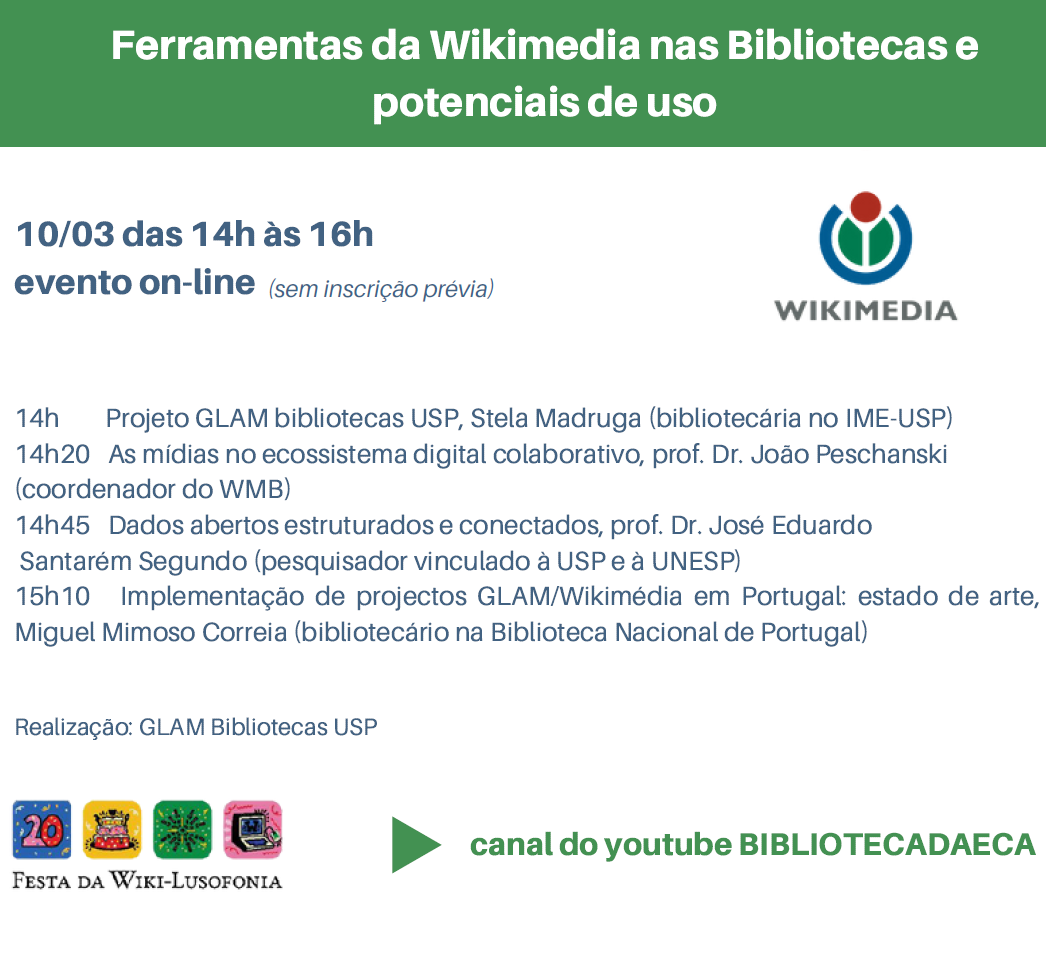 Ferramentas da Wikimedia nas Bibliotecas e
potenciais de uso
10/03 das 14h às 16h
evento on-line (sem inscrição prévia)
WIKIMEDIA
14h Projeto GLAM bibliotecas USP, Stela Madruga (bibliotecária no IME-USP)
14h20 As mídias no ecossistema digital colaborativo, prof. Dr. João Peschanski
(coordenador do WMB)
14h45 Dados abertos estruturados e conectados, prof. Dr. José Eduardo
Santarém Segundo (pesquisador vinculado à USP e à UNESP)
15h10 Implementação de projectos GLAM/Wikimédia em Portugal: estado de arte,
Miguel Mimoso Correia (bibliotecário na Biblioteca Nacional de Portugal)
Realização: GLAM Bibliotecas USP
20
W
FESTA DA WIKI-LUSOFONIA
canal do youtube BIBLIOTECADAECA